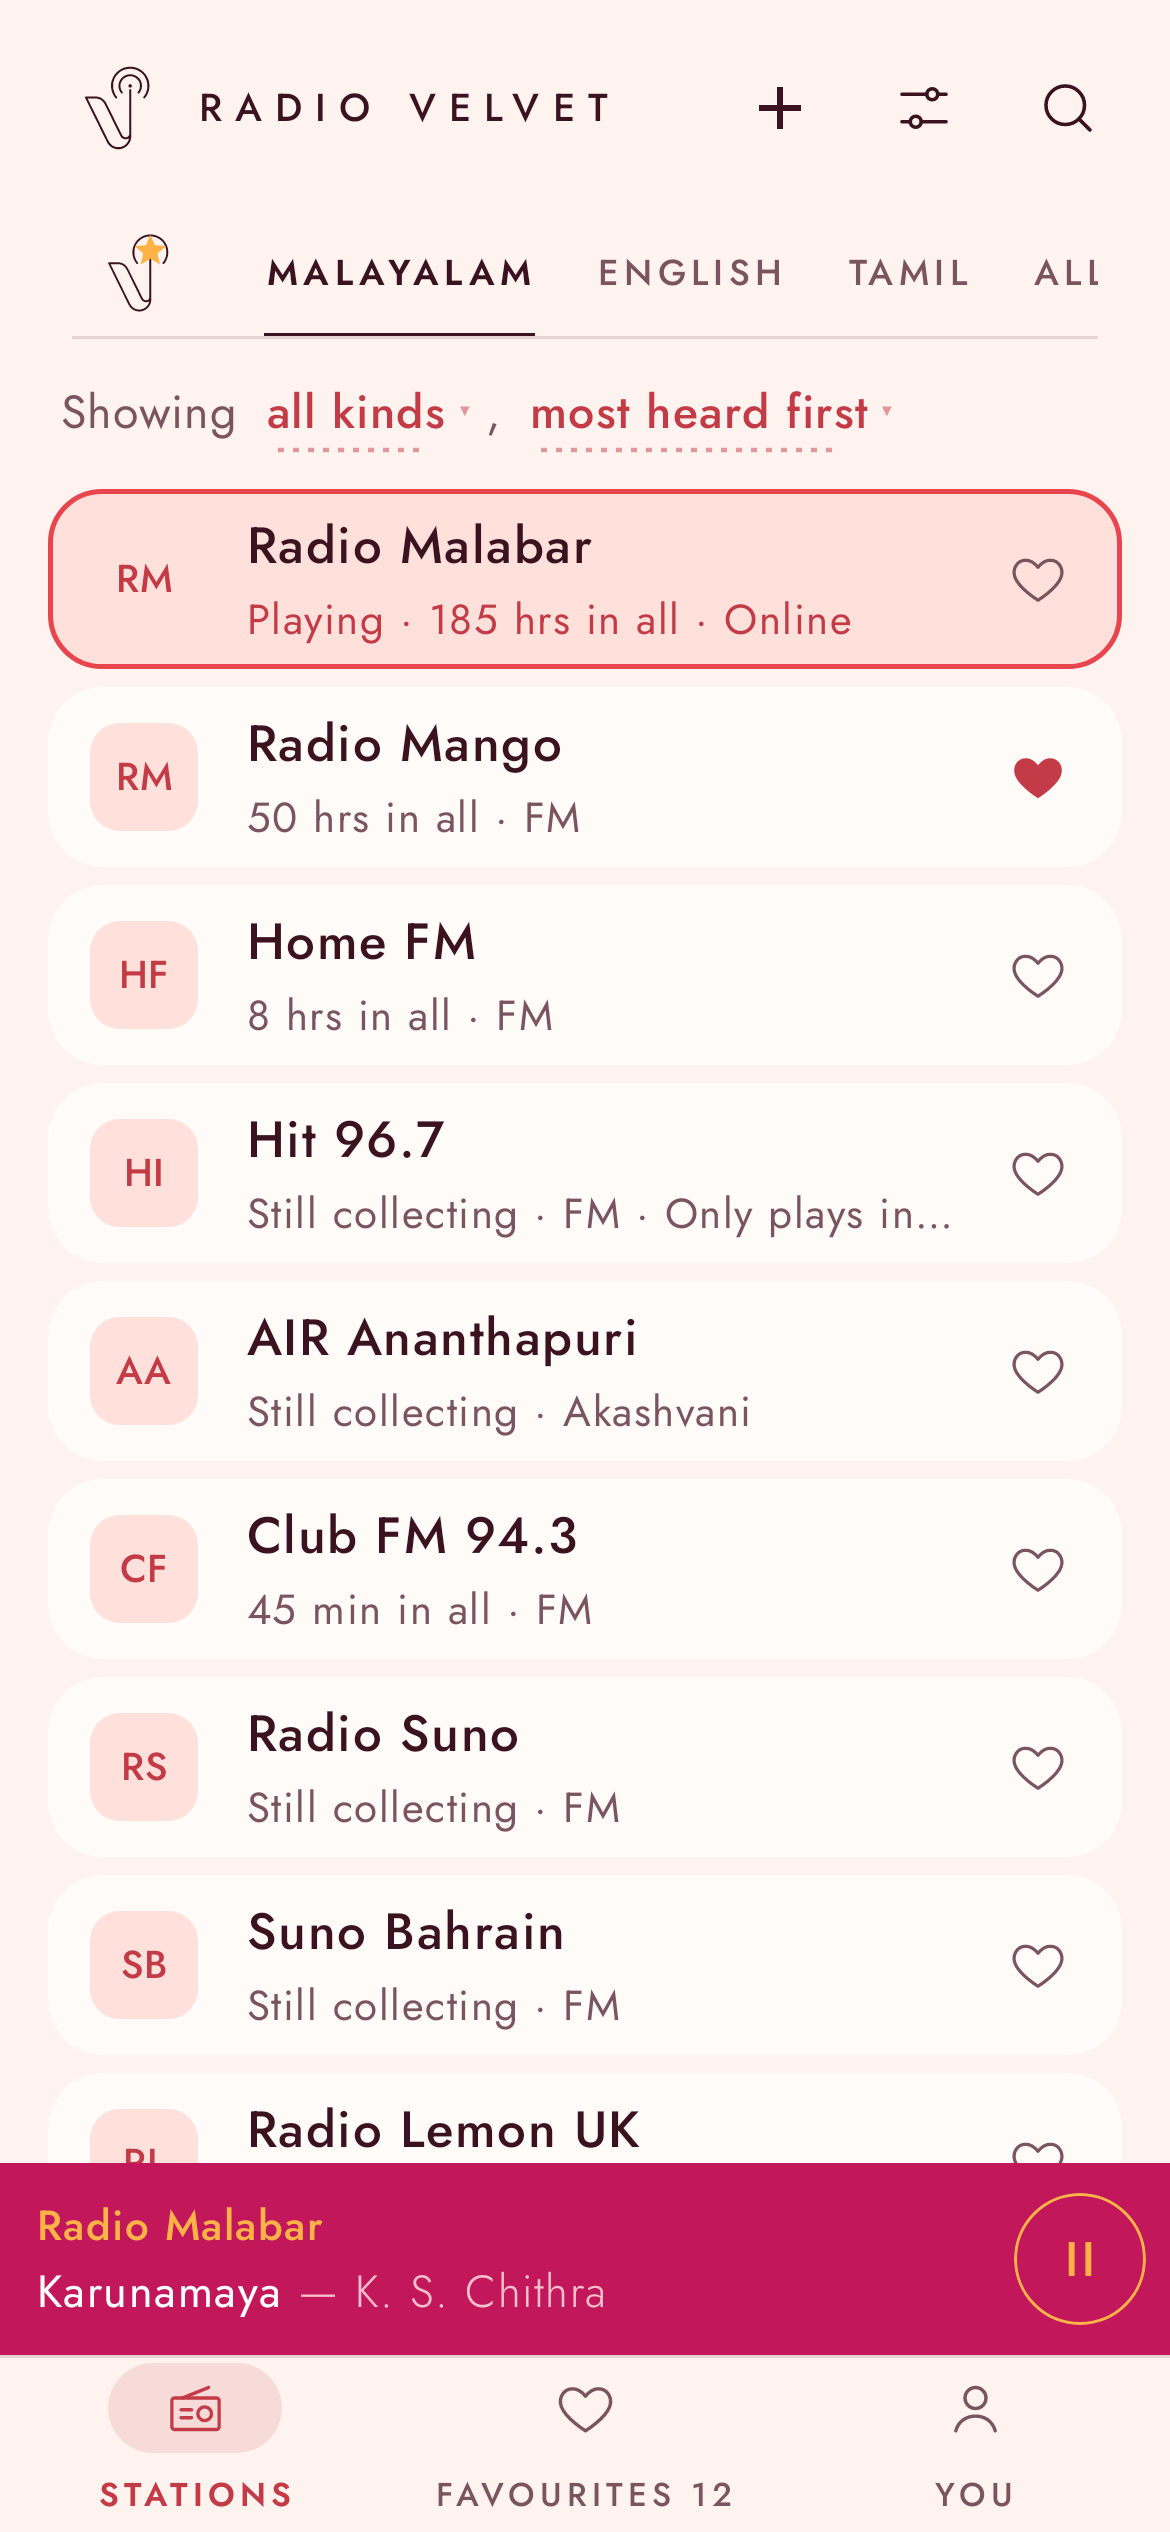 RADIO VELVET
MALAYALAM ENGLISH TAMIL ALL
Showing all kinds ▾ , most heard first ▾
RM
Radio Malabar
Playing · 185 hrs in all · Online
RM
Radio Mango
50 hrs in all · FM
HF
Home FM
8 hrs in all · FM
HI
Hit 96.7
Still collecting · FM · Only plays in...
AA
AIR Ananthapuri
Still collecting · Akashvani
CF
Club FM 94.3
45 min in all · FM
RS
Radio Suno
Still collecting · FM
SB
Suno Bahrain
Still collecting · FM
Radio Lemon UK
Radio Malabar
Karunamaya — K. S. Chithra
STATIONS FAVOURITES 12 YOU